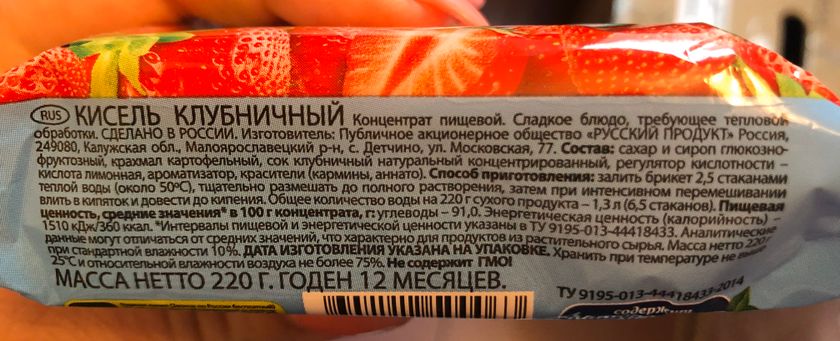 RUS КИСЕЛЬ КЛУБНИЧНЫЙ Концентрат пищевой. Сладкое блюдо, требующее тепловой
обработки. СДЕЛАНО В РОССИИ. Изготовитель: Публичное акционерное общество «РУССКИЙ ПРОДУКТ» Россия,
249080, Калужская обл., Малоярославецкий р-н, с. Детчино, ул. Московская, 77. Состав: сахар и сироп глюкозно-
фруктозный, крахмал картофельный, сок клубничный натуральный концентрированный, регулятор кислотности –
кислота лимонная, ароматизатор, красители (кармины, аннато). Способ приготовления: залить брикет 2,5 стаканами
теплой воды (около 50ºС), тщательно размешать до полного растворения, затем при интенсивном перемешивании
влить в кипяток и довести до кипения. Общее количество воды на 220 г сухого продукта – 1,3 л (6,5 стаканов). Пищевая
ценность, средние значения* в 100 г концентрата, г: углеводы – 91,0. Энергетическая ценность (калорийность) –
1510 кДж/360 ккал. *Интервалы пищевой и энергетической ценности указаны в ТУ 9195-013-44418433. Аналитические
данные могут отличаться от средних значений, что характерно для продуктов из растительного сырья. Масса нетто 220 г
при стандартной влажности 10%. ДАТА ИЗГОТОВЛЕНИЯ УКАЗАНА НА УПАКОВКЕ. Хранить при температуре не выше
25ºС и относительной влажности воздуха не более 75%. Не содержит ГМО!
МАССА НЕТТО 220 Г. ГОДЕН 12 МЕСЯЦЕВ.
ТУ 9195-013-44418433-2014
содержит